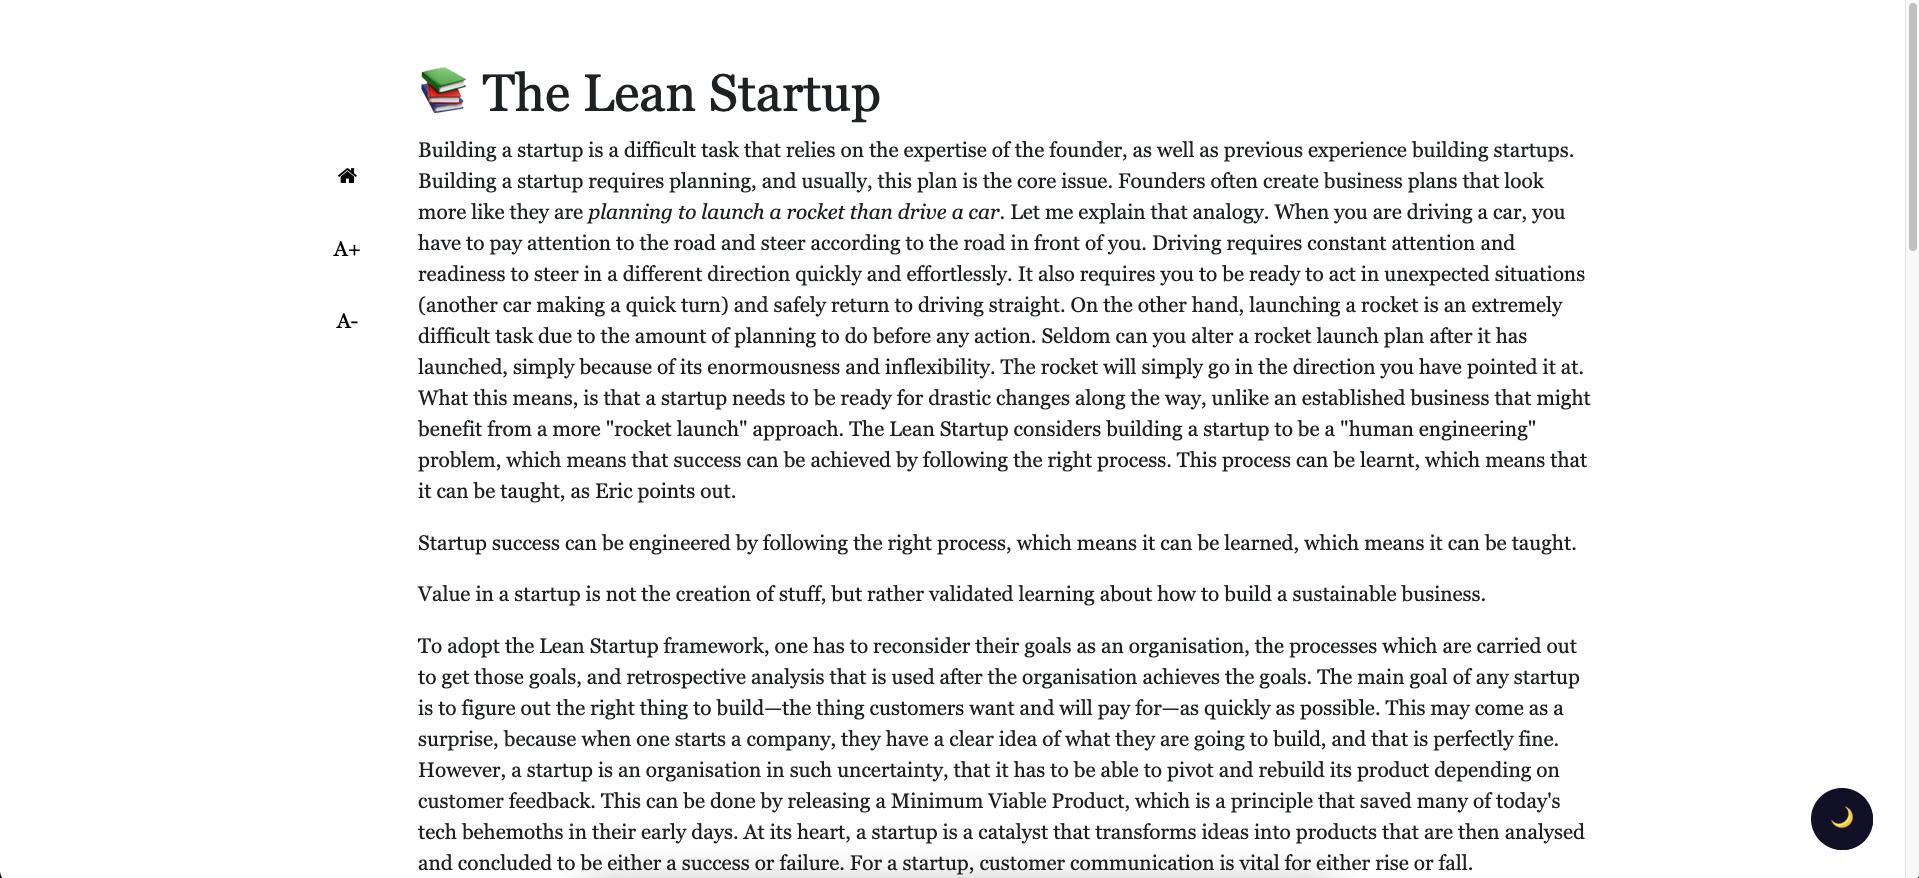 The Lean Startup
Building a startup is a difficult task that relies on the expertise of the founder, as well as previous experience building startups.
Building a startup requires planning, and usually, this plan is the core issue. Founders often create business plans that look
more like they are planning to launch a rocket than drive a car. Let me explain that analogy. When you are driving a car, you
have to pay attention to the road and steer according to the road in front of you. Driving requires constant attention and
readiness to steer in a different direction quickly and effortlessly. It also requires you to be ready to act in unexpected situations
(another car making a quick turn) and safely return to driving straight. On the other hand, launching a rocket is an extremely
difficult task due to the amount of planning to do before any action. Seldom can you alter a rocket launch plan after it has
launched, simply because of its enormousness and inflexibility. The rocket will simply go in the direction you have pointed it at.
What this means, is that a startup needs to be ready for drastic changes along the way, unlike an established business that might
benefit from a more "rocket launch" approach. The Lean Startup considers building a startup to be a "human engineering"
problem, which means that success can be achieved by following the right process. This process can be learnt, which means that
it can be taught, as Eric points out.
Startup success can be engineered by following the right process, which means it can be learned, which means it can be taught.
Value in a startup is not the creation of stuff, but rather validated learning about how to build a sustainable business.
To adopt the Lean Startup framework, one has to reconsider their goals as an organisation, the processes which are carried out
to get those goals, and retrospective analysis that is used after the organisation achieves the goals. The main goal of any startup
is to figure out the right thing to build—the thing customers want and will pay for—as quickly as possible. This may come as a
surprise, because when one starts a company, they have a clear idea of what they are going to build, and that is perfectly fine.
However, a startup is an organisation in such uncertainty, that it has to be able to pivot and rebuild its product depending on
customer feedback. This can be done by releasing a Minimum Viable Product, which is a principle that saved many of today's
tech behemoths in their early days. At its heart, a startup is a catalyst that transforms ideas into products that are then analysed
and concluded to be either a success or failure. For a startup, customer communication is vital for either rise or fall.
A+
A-